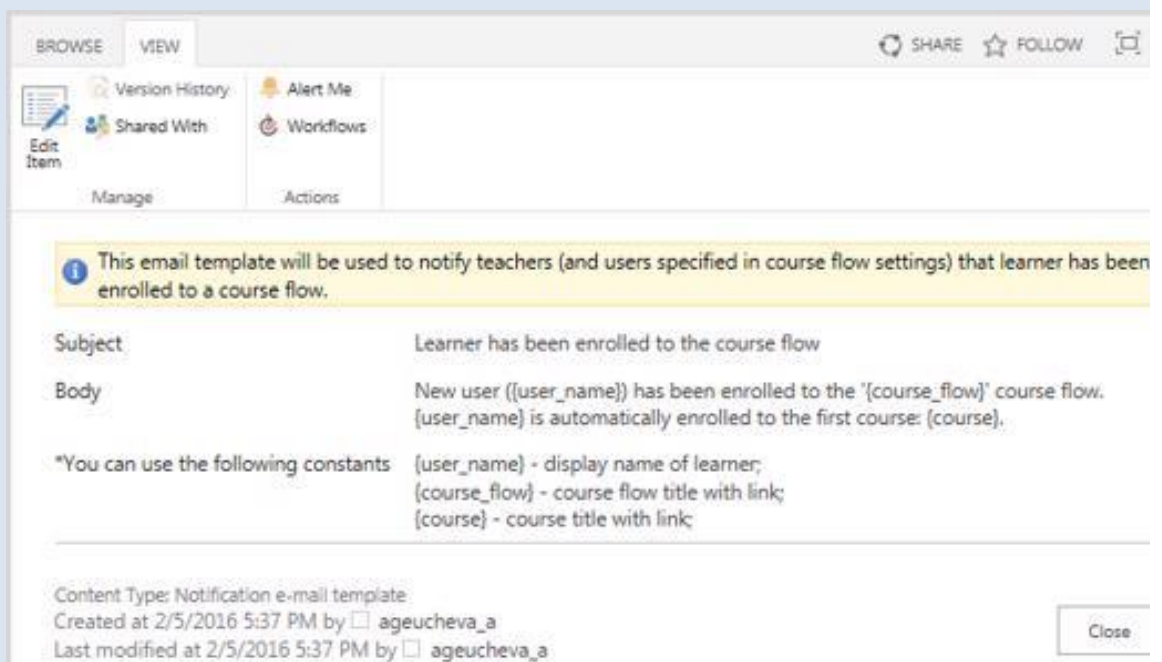 BROWSE VIEW SHARE FOLLOW
Version History Alert Me
Shared With Workflows
Edit
Item
Manage Actions
This email template will be used to notify teachers (and users specified in course flow settings) that learner has been
enrolled to a course flow.
Subject Learner has been enrolled to the course flow
Body New user ({user_name}) has been enrolled to the '{course_flow}' course flow.
{user_name} is automatically enrolled to the first course: {course}.
*You can use the following constants {user_name} - display name of learner;
{course_flow} - course flow title with link;
{course} - course title with link;
Content Type: Notification e-mail template
Created at 2/5/2016 5:37 PM by ageucheva_a
Close
Last modified at 2/5/2016 5:37 PM by ageucheva_a